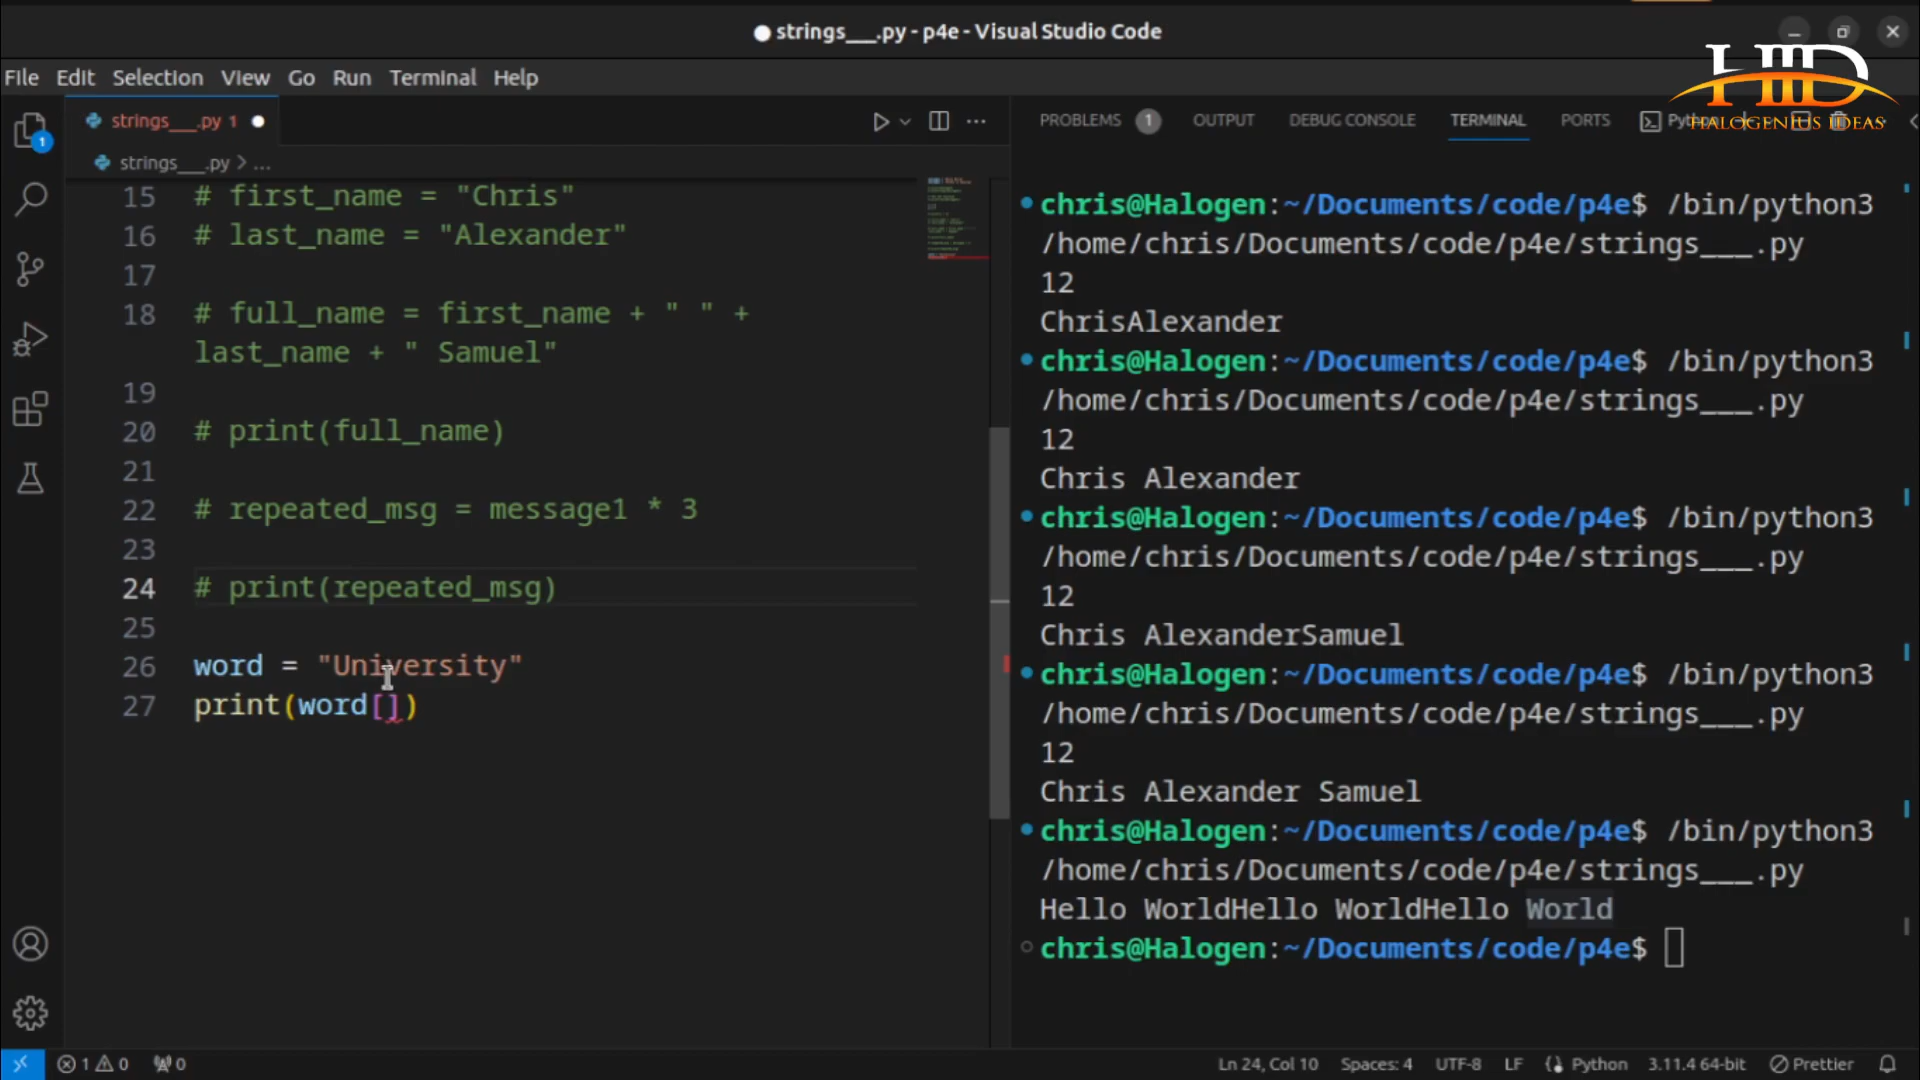 strings___.py - p4e - Visual Studio Code
File Edit Selection View Go Run Terminal Help
HID
HALOGENIUS IDEAS
1
strings___.py 1
PROBLEMS 1 OUTPUT DEBUG CONSOLE TERMINAL PORTS Python
strings___.py > ...
15 # first_name = "Chris"
16 # last_name = "Alexander"
17
18 # full_name = first_name + " " +
last_name + " Samuel"
19
20 # print(full_name)
21
22 # repeated_msg = message1 * 3
23
24 # print(repeated_msg)
25
26 word = "University"
27 print(word[])
chris@Halogen:~/Documents/code/p4e$ /bin/python3
/home/chris/Documents/code/p4e/strings___.py
12
ChrisAlexander
chris@Halogen:~/Documents/code/p4e$ /bin/python3
/home/chris/Documents/code/p4e/strings___.py
12
Chris Alexander
chris@Halogen:~/Documents/code/p4e$ /bin/python3
/home/chris/Documents/code/p4e/strings___.py
12
Chris AlexanderSamuel
chris@Halogen:~/Documents/code/p4e$ /bin/python3
/home/chris/Documents/code/p4e/strings___.py
12
Chris Alexander Samuel
chris@Halogen:~/Documents/code/p4e$ /bin/python3
/home/chris/Documents/code/p4e/strings___.py
Hello WorldHello WorldHello World
chris@Halogen:~/Documents/code/p4e$
1 0 0 Ln 24, Col 10 Spaces: 4 UTF-8 LF Python 3.11.4 64-bit Prettier